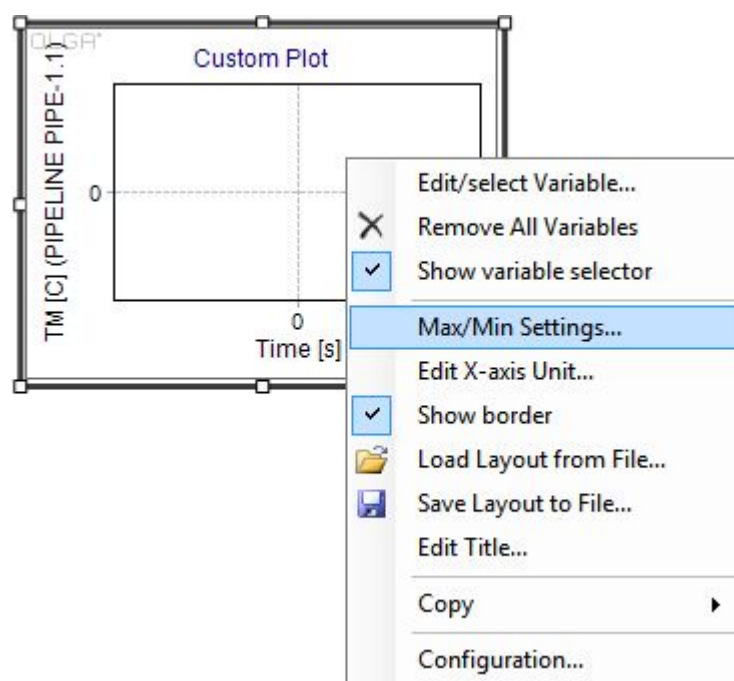 OLGA
Custom Plot
TM [C] (PIPELINE PIPE-1.1)
0
0
Time [s]
Edit/select Variable...
Remove All Variables
Show variable selector
Max/Min Settings...
Edit X-axis Unit...
Show border
Load Layout from File...
Save Layout to File...
Edit Title...
Copy
Configuration...